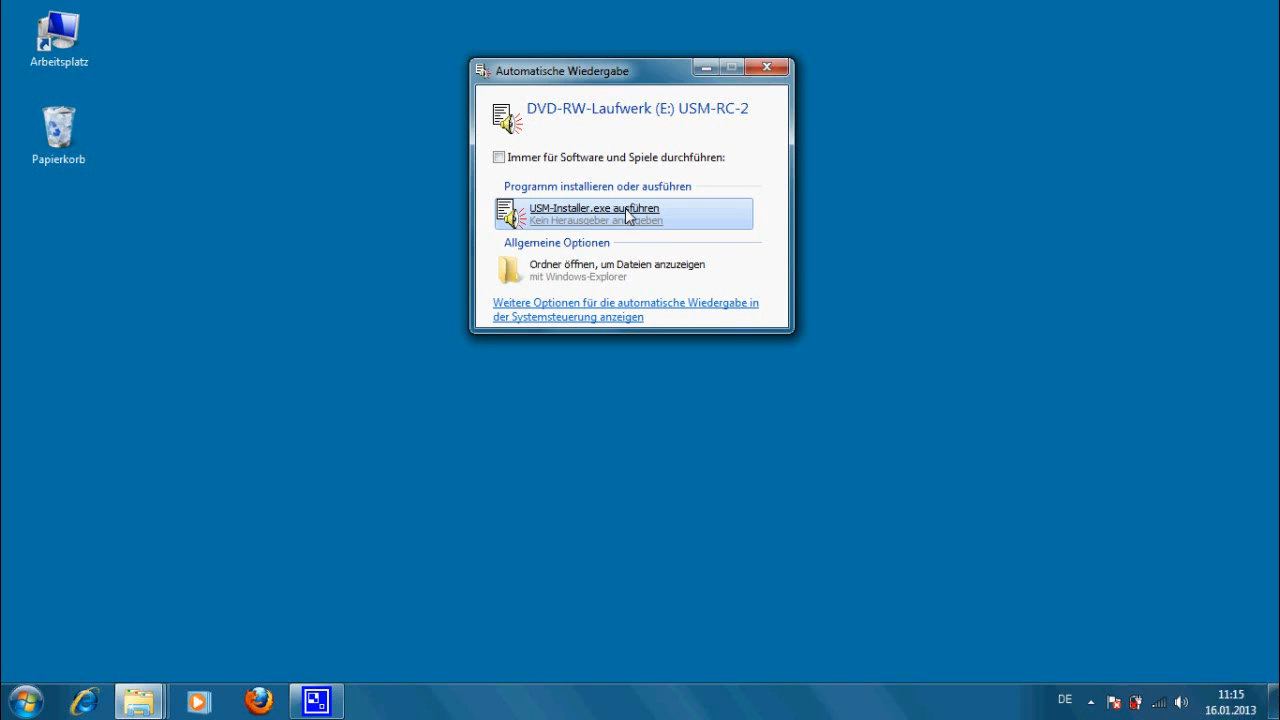 Arbeitsplatz
Papierkorb
Automatische Wiedergabe
DVD-RW-Laufwerk (E:) USM-RC-2
Immer für Software und Spiele durchführen:
Programm installieren oder ausführen
USM-Installer.exe ausführen
Kein Herausgeber angegeben
Allgemeine Optionen
Ordner öffnen, um Dateien anzuzeigen
mit Windows-Explorer
Weitere Optionen für die automatische Wiedergabe in
der Systemsteuerung anzeigen
DE
11:15
16.01.2013